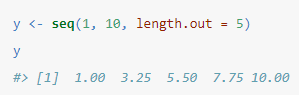 y <- seq(1, 10, length.out = 5)
y
#> [1]  1.00  3.25  5.50  7.75 10.00